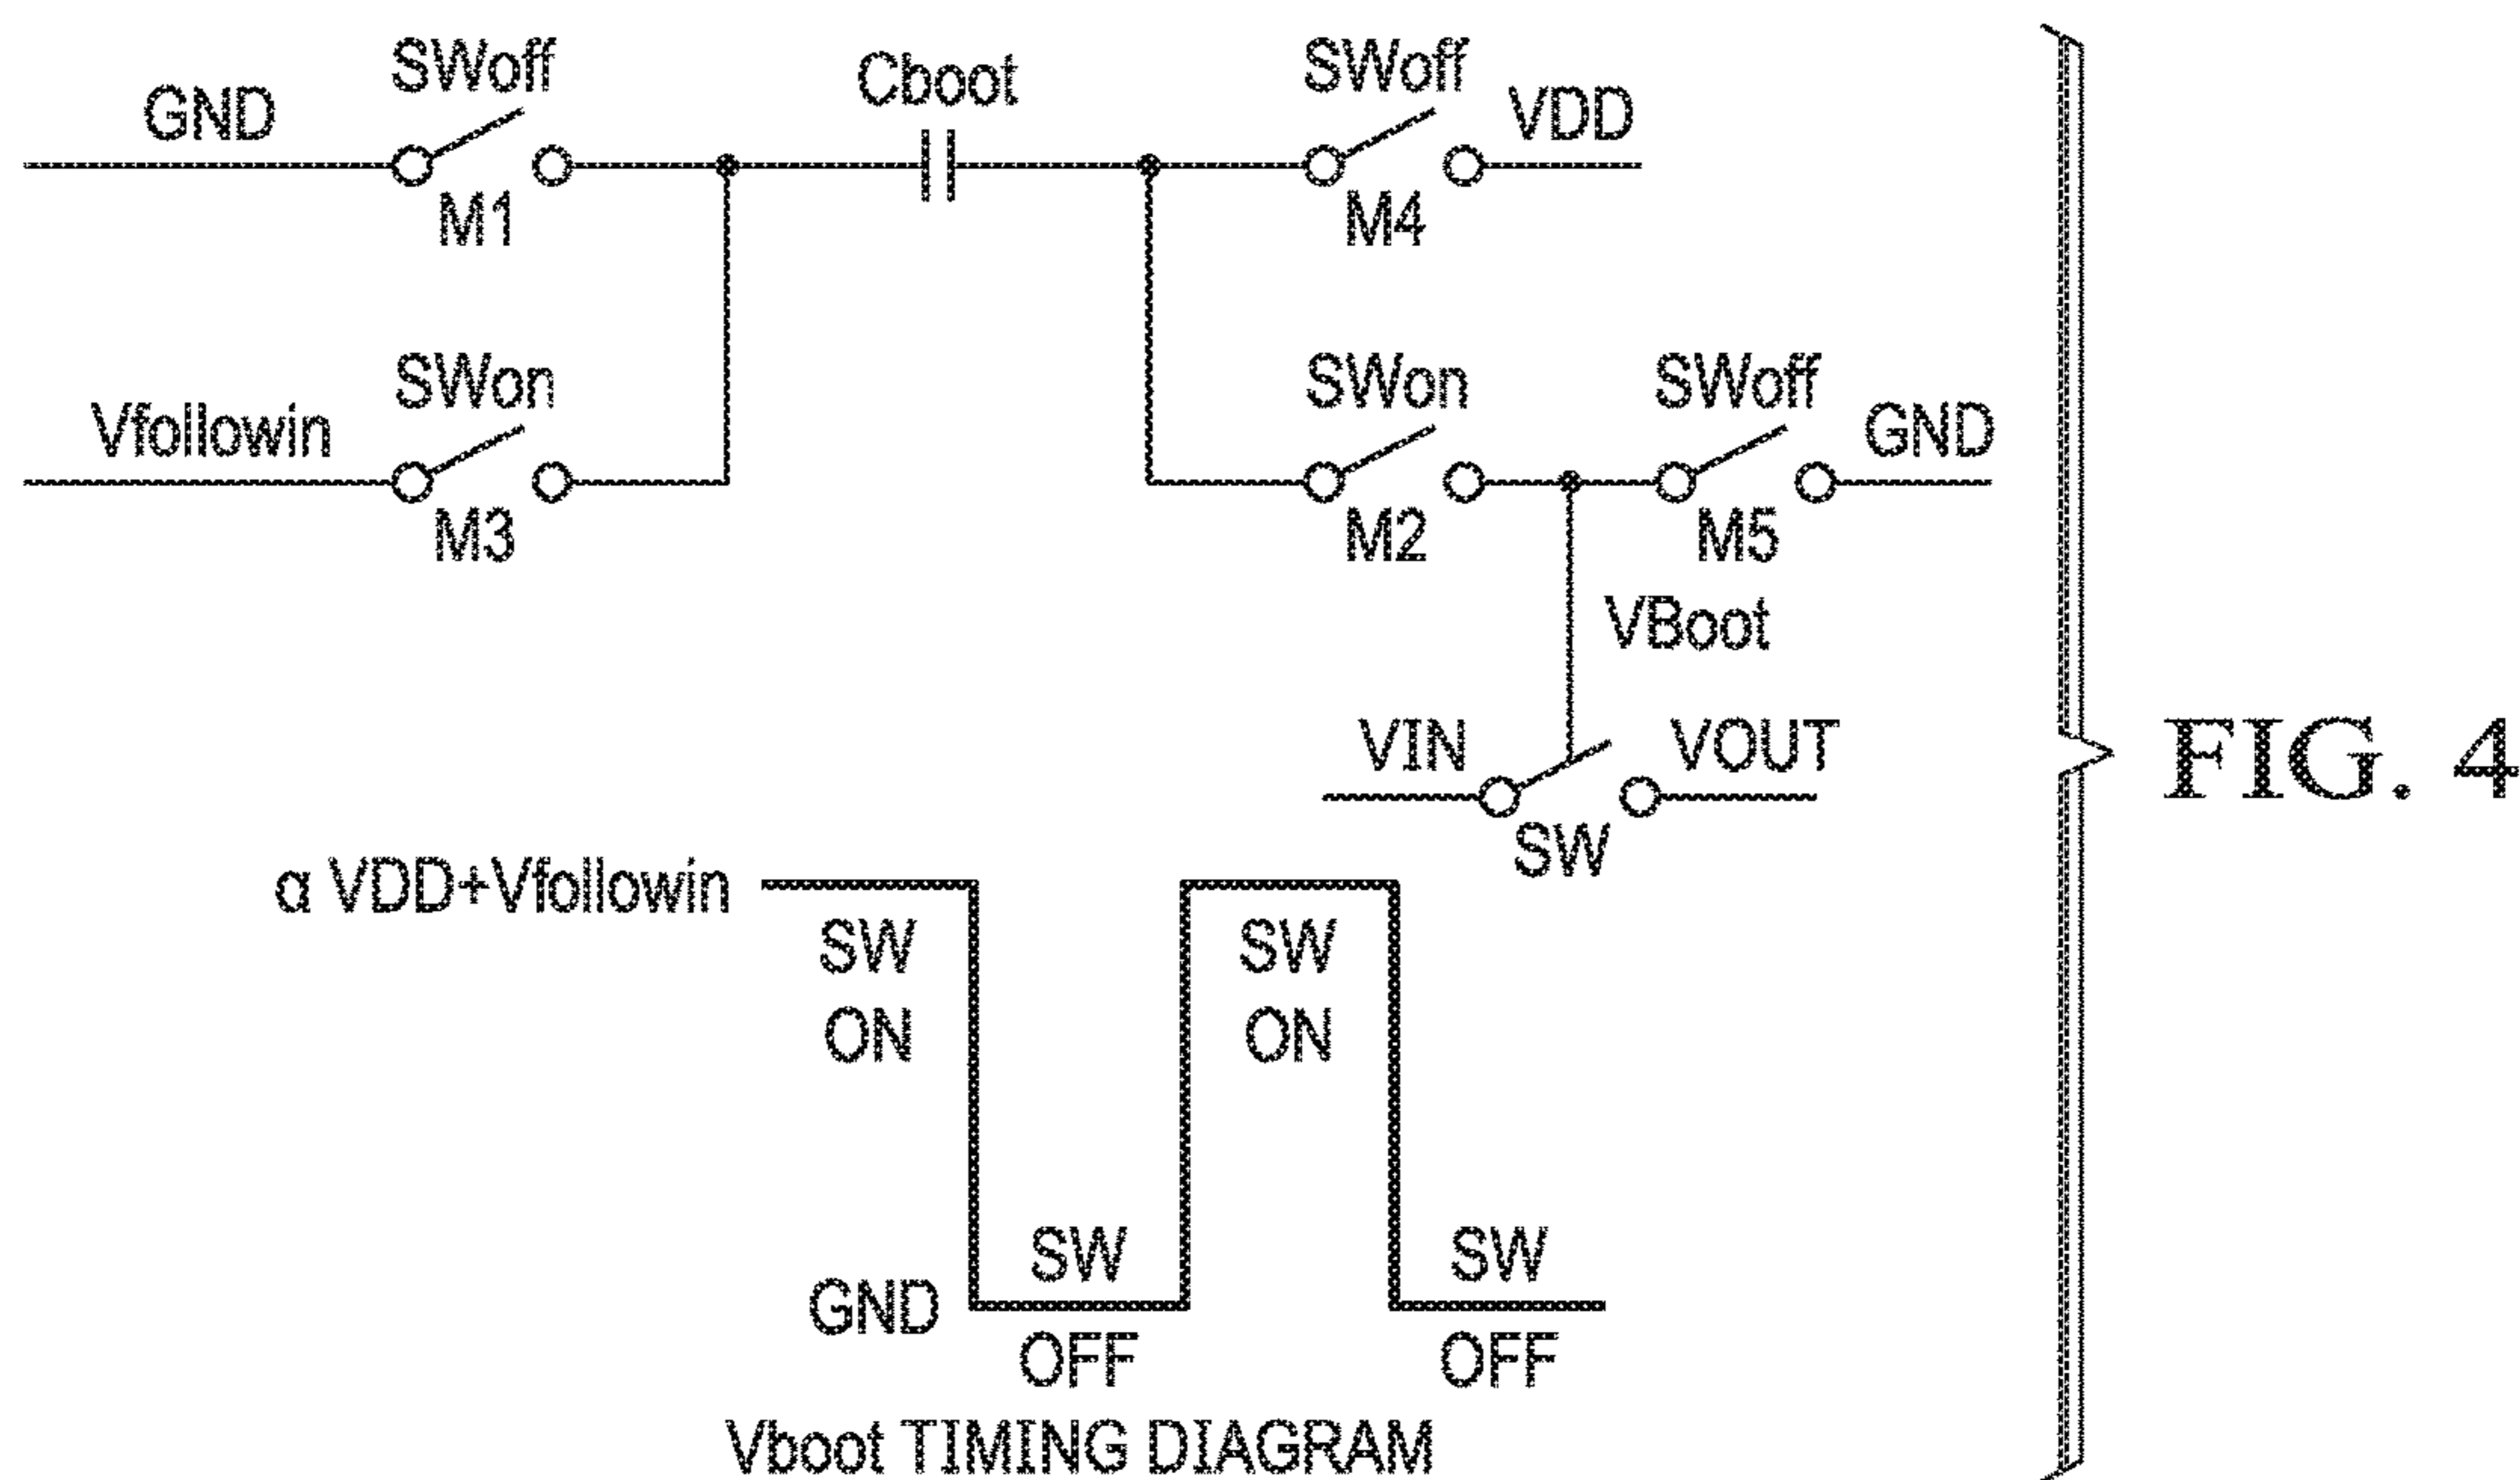 SWoff
Cboot
SWoff
GND
VDD
M1
M4
SWon
SWon
SWoff
Vfollowin
GND
M3
M2
M5
VBoot
VIN
VOUT
FIG. 4
SW
α VDD+Vfollowin
SW
ON
SW
ON
SW
OFF
SW
OFF
GND
Vboot TIMING DIAGRAM